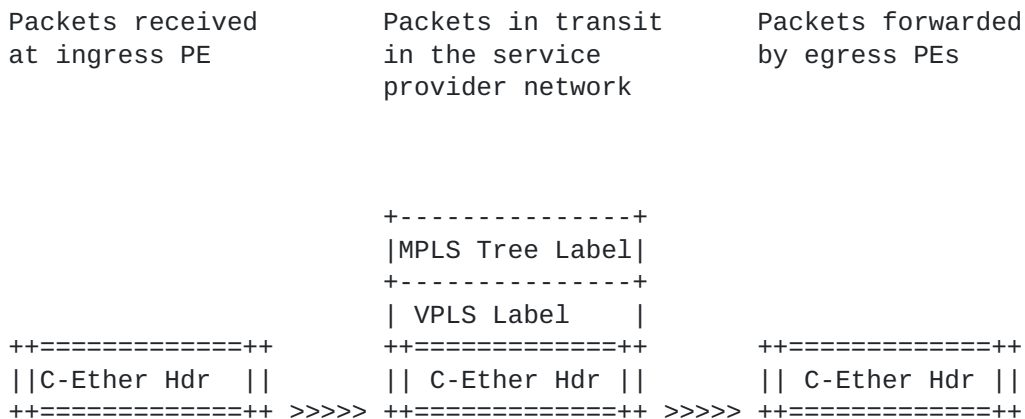 Packets received        Packets in transit      Packets forwarded
at ingress PE           in the service          by egress PEs
                        provider network

                        +---------------+
                        |MPLS Tree Label|
                        +---------------+
                        | VPLS Label    |
++=============++       ++=============++       ++=============++
||C-Ether Hdr  ||       || C-Ether Hdr ||       || C-Ether Hdr ||
++=============++ >>>>> ++=============++ >>>>> ++=============++